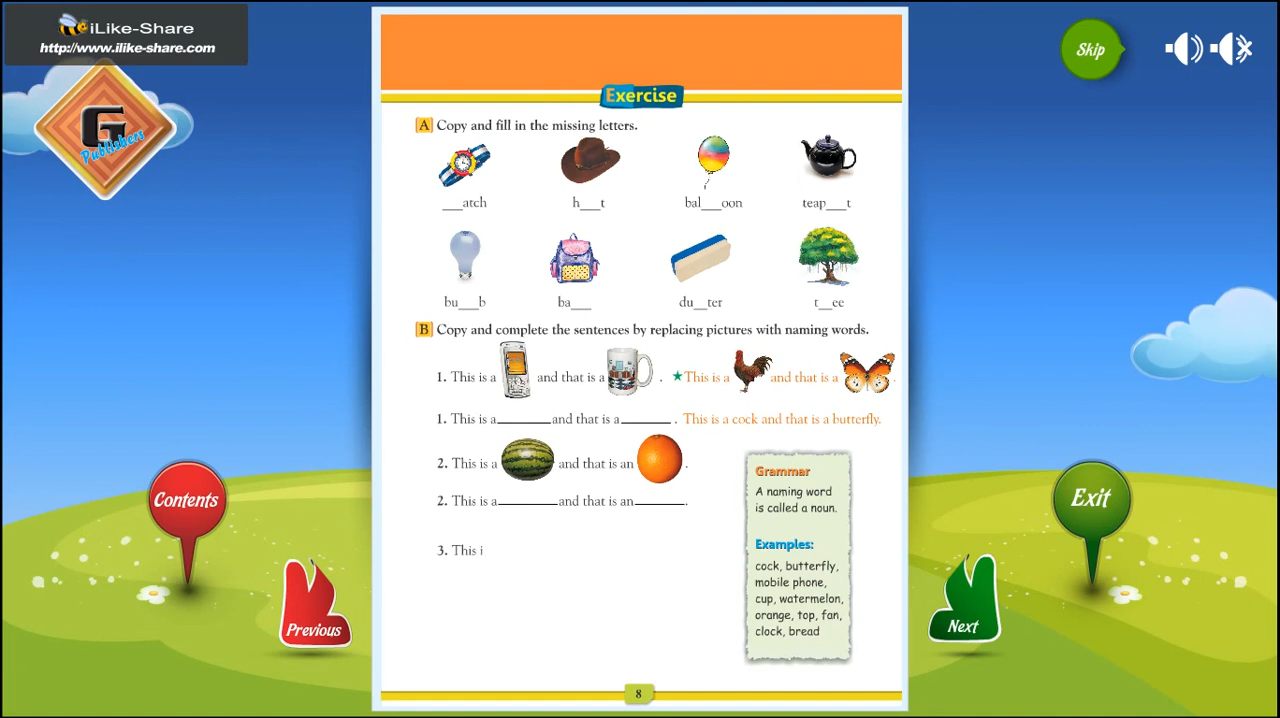 iLike-Share
http://www.ilike-share.com
G
Publishers
Skip
Exercise
A Copy and fill in the missing letters.
___atch h___t bal___oon teap___t
bu___b ba___ du__ter t__ee
B Copy and complete the sentences by replacing pictures with naming words.
1. This is a and that is a . ★This is a and that is a .
1. This is a________ and that is a_______ . This is a cock and that is a butterfly.
2. This is a and that is an .
2. This is a_________ and that is an________.
3. This i
Grammar
A naming word
is called a noun.
Examples:
cock, butterfly,
mobile phone,
cup, watermelon,
orange, top, fan,
clock, bread
Contents
Previous
Exit
Next
8